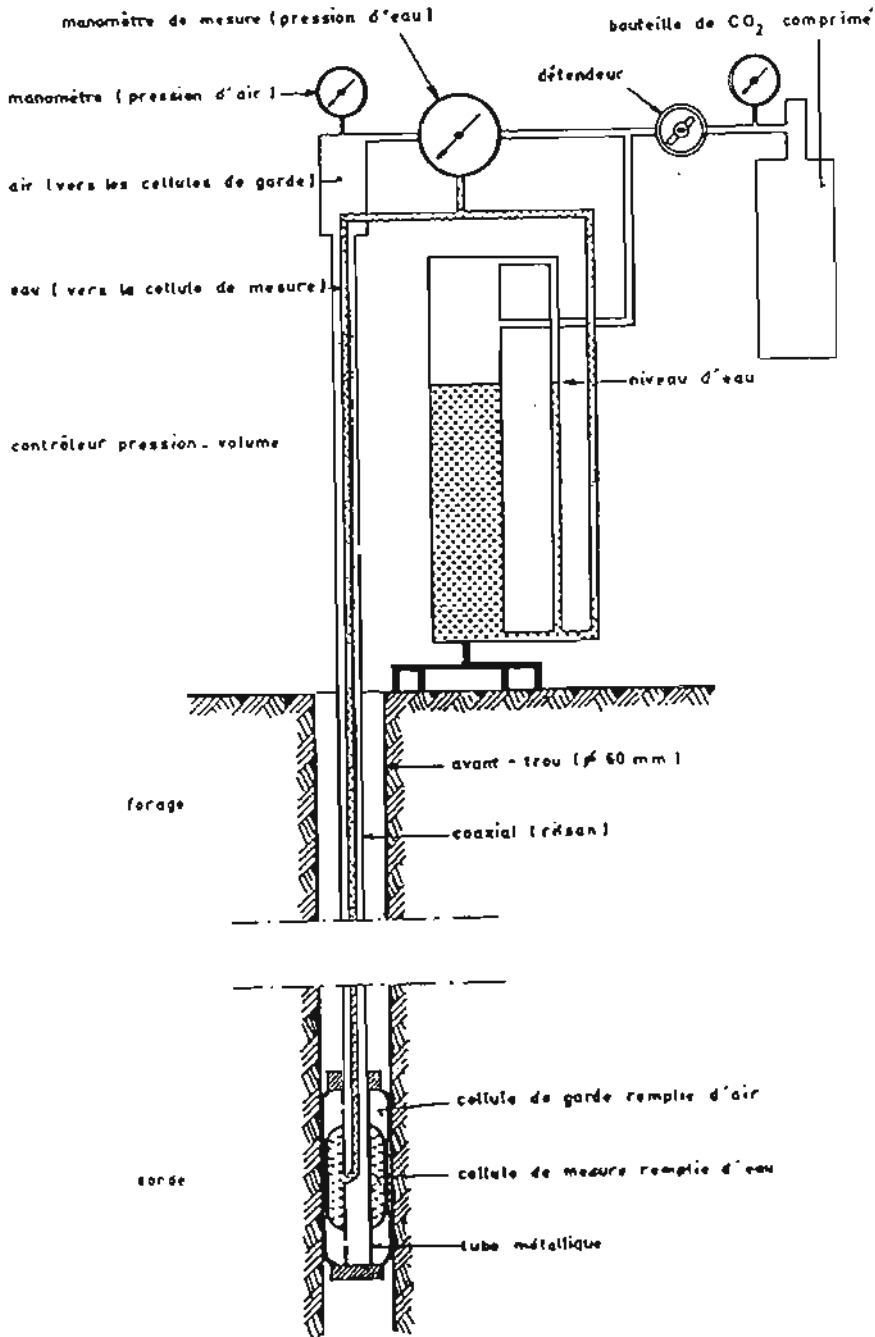 manomètre de mesure (pression d'eau)
bouteille de CO2 comprimé
détendeur
manomètre (pression d'air)
air (vers les cellules de garde)
eau (vers la cellule de mesure)
niveau d'eau
contrôleur pression - volume
avant - trou (ø 60 mm)
forage
coaxial (rilsan)
cellule de garde remplie d'air
sonde
cellule de mesure remplie d'eau
tube métallique